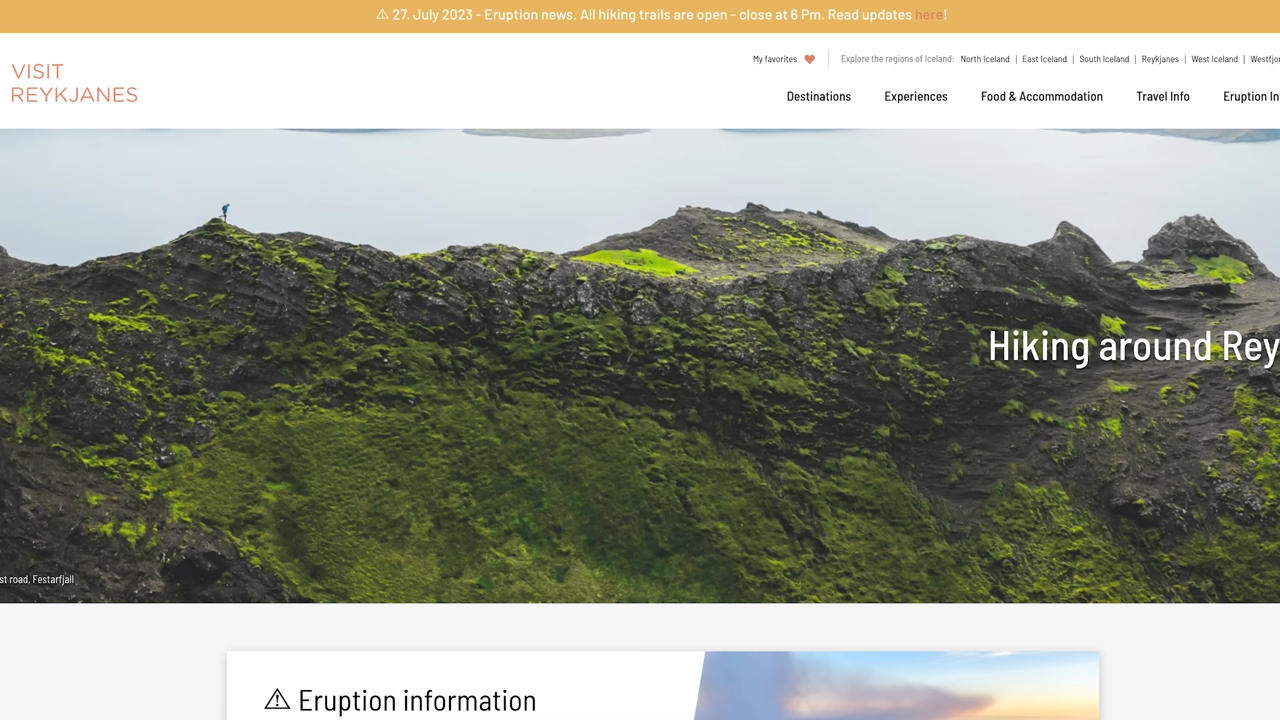 ⚠ 27. July 2023 - Eruption news. All hiking trails are open - close at 6 Pm. Read updates here!
VISIT
REYKJANES
My favorites
Explore the regions of Iceland: North Iceland | East Iceland | South Iceland | Reykjanes | West Iceland | Westfjo
Destinations Experiences Food & Accommodation Travel Info Eruption In
Hiking around Rey
st road, Festarfjall
⚠ Eruption information